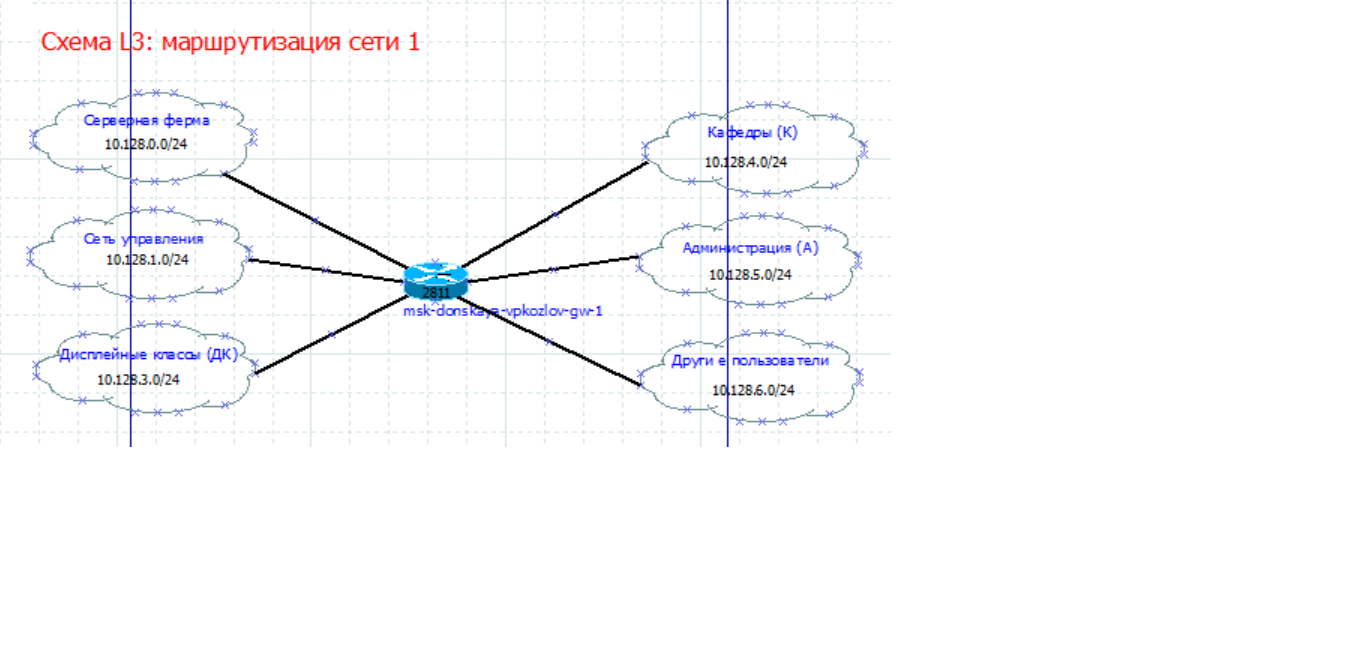 Схема L3: маршрутизация сети 1
Серверная ферма
10.128.0.0/24
Сеть управления
10.128.1.0/24
Дисплейные классы (ДК)
10.128.3.0/24
2811
msk-donskaya-vpkozlov-gw-1
Кафедры (К)
10.128.4.0/24
Администрация (А)
10.128.5.0/24
Други е пользователи
10.128.6.0/24